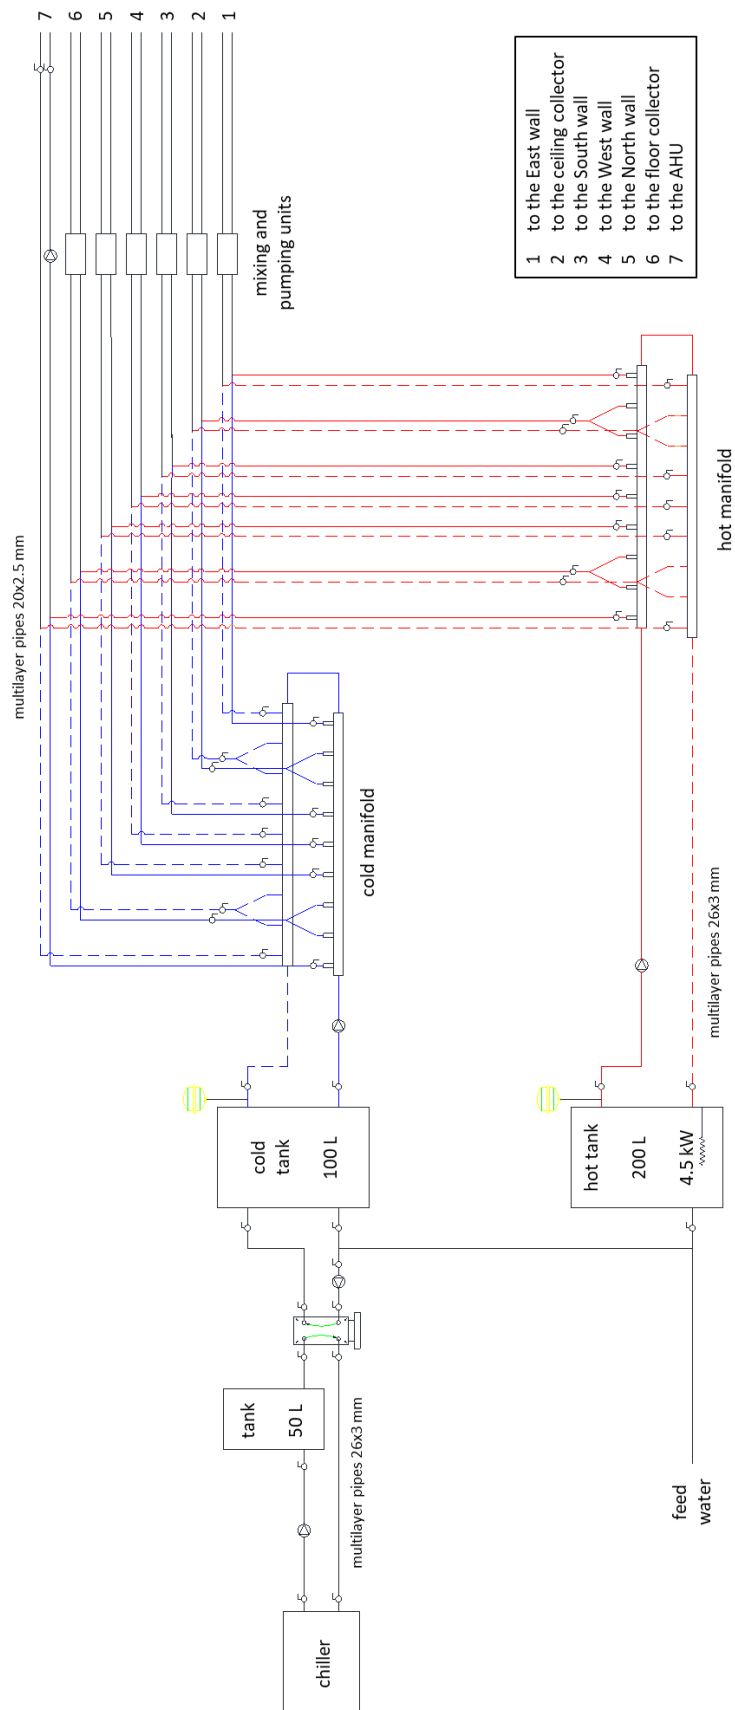 7
6
5
4
3
2
1
mixing and
pumping units
1 to the East wall
2 to the ceiling collector
3 to the South wall
4 to the West wall
5 to the North wall
6 to the floor collector
7 to the AHU
multilayer pipes 20x2.5 mm
hot manifold
cold manifold
multilayer pipes 26x3 mm
cold
tank
100 L
hot tank
200 L
4.5 kW
tank
50 L
multilayer pipes 26x3 mm
feed
water
chiller